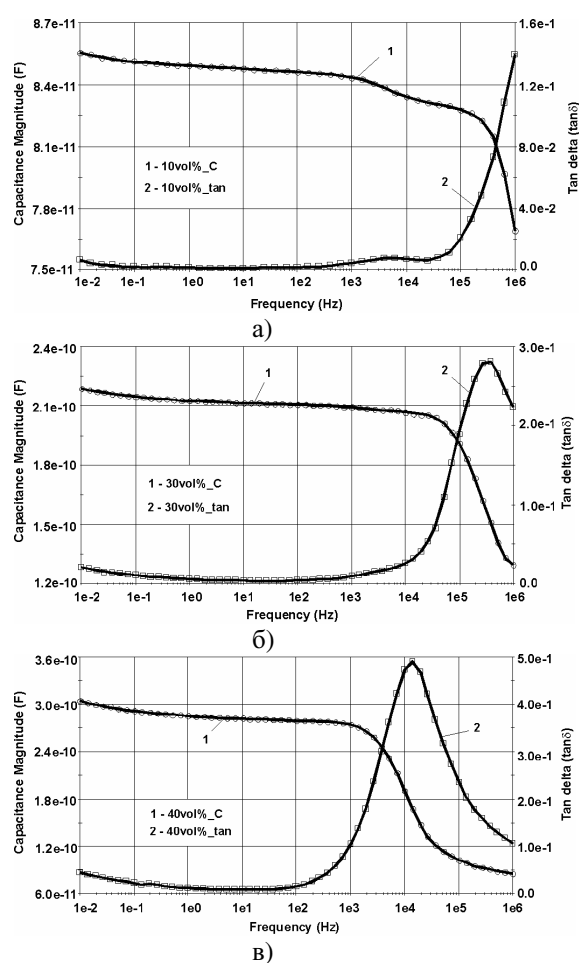 8.7e-11
8.4e-11
8.1e-11
7.8e-11
7.5e-11
Capacitance Magnitude (F)
1
1 - 10vol%_C
2 - 10vol%_tan
2
1.6e-1
1.2e-1
8.0e-2
4.0e-2
0.0
Tan delta (tanδ)
1e-2 1e-1 1e0 1e1 1e2 1e3 1e4 1e5 1e6
Frequency (Hz)
а)
2.4e-10
2.1e-10
1.8e-10
1.5e-10
1.2e-10
Capacitance Magnitude (F)
1
1 - 30vol%_C
2 - 30vol%_tan
2
3.0e-1
2.0e-1
1.0e-1
0.0
Tan delta (tanδ)
1e-2 1e-1 1e0 1e1 1e2 1e3 1e4 1e5 1e6
Frequency (Hz)
б)
3.6e-10
3.0e-10
2.4e-10
1.8e-10
1.2e-10
6.0e-11
Capacitance Magnitude (F)
1
1 - 40vol%_C
2 - 40vol%_tan
2
5.0e-1
4.0e-1
3.0e-1
2.0e-1
1.0e-1
0.0
Tan delta (tanδ)
1e-2 1e-1 1e0 1e1 1e2 1e3 1e4 1e5 1e6
Frequency (Hz)
в)